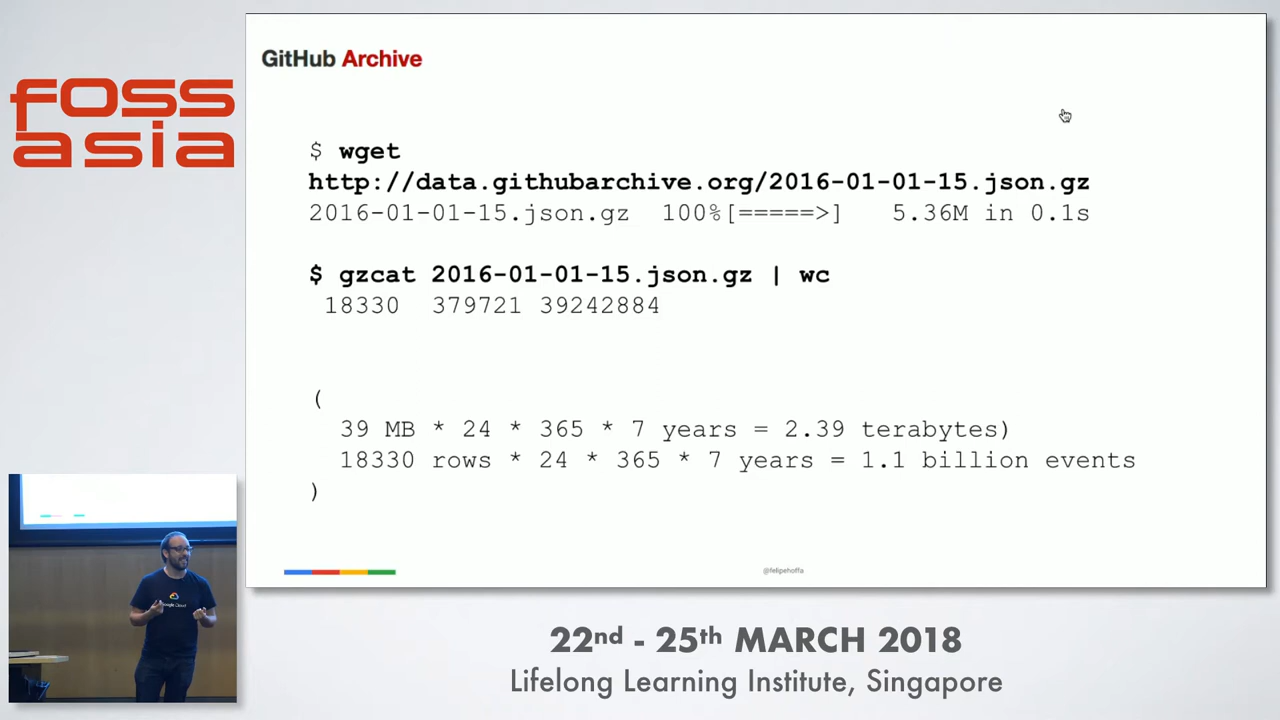 foss
asia
GitHub Archive
$ wget
http://data.githubarchive.org/2016-01-01-15.json.gz
2016-01-01-15.json.gz 100%[=====>] 5.36M in 0.1s
$ gzcat 2016-01-01-15.json.gz | wc
18330 379721 39242884
(
39 MB * 24 * 365 * 7 years = 2.39 terabytes)
18330 rows * 24 * 365 * 7 years = 1.1 billion events
)
@felipehoffa
Google Cloud
22nd - 25th MARCH 2018
Lifelong Learning Institute, Singapore